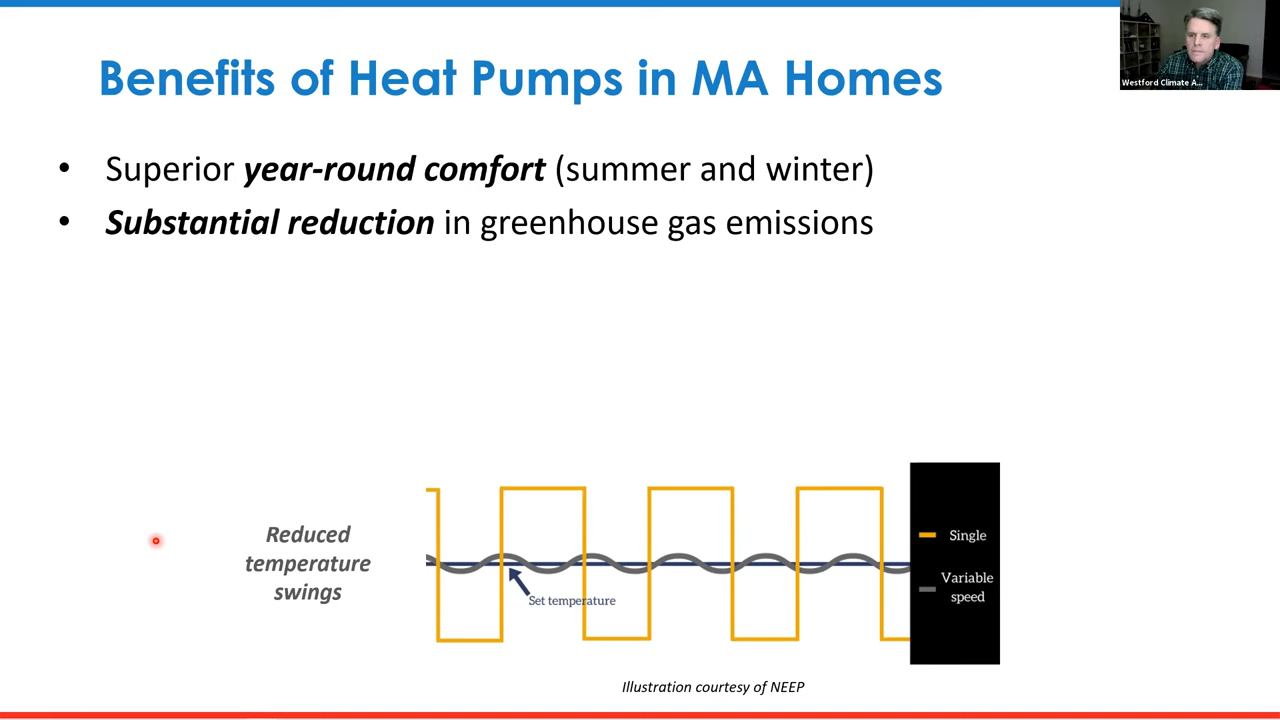 Benefits of Heat Pumps in MA Homes
Westford Climate A...
• Superior year-round comfort (summer and winter)
• Substantial reduction in greenhouse gas emissions
Reduced
temperature
swings
Set temperature
Single
Variable
speed
Illustration courtesy of NEEP